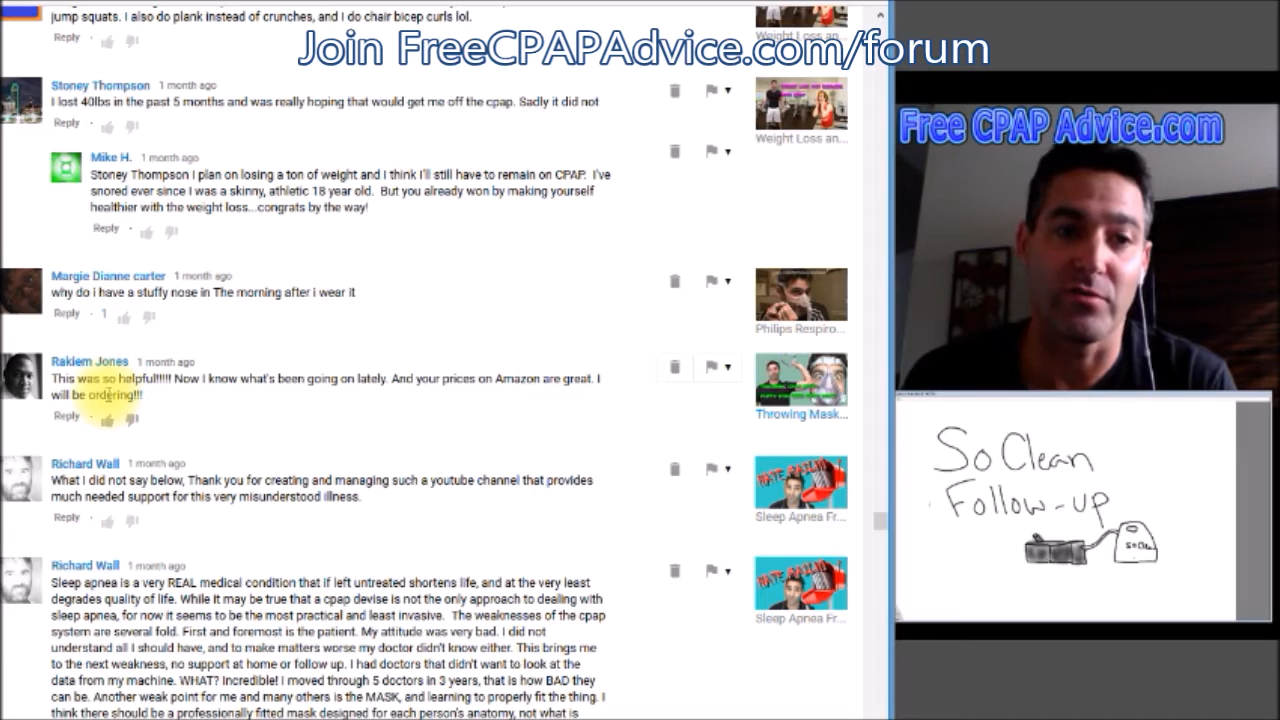 jump squats. I also do plank instead of crunches, and I do chair bicep curls lol.
Reply
Weight Loss an...
Join FreeCPAPAdvice.com/forum
Stoney Thompson 1 month ago
I lost 40lbs in the past 5 months and was really hoping that would get me off the cpap. Sadly it did not
Reply
Weight Loss an...
Mike H. 1 month ago
Stoney Thompson I plan on losing a ton of weight and I think I'll still have to remain on CPAP. I've
snored ever since I was a skinny, athletic 18 year old. But you already won by making yourself
healthier with the weight loss...congrats by the way!
Reply
Margie Dianne carter 1 month ago
why do i have a stuffy nose in The morning after i wear it
Reply · 1
Philips Respiro...
Rakiem Jones 1 month ago
This was so helpful!!!!! Now I know what's been going on lately. And your prices on Amazon are great. I
will be ordering!!!
Reply
Throwing Mask...
Richard Wall 1 month ago
What I did not say below, Thank you for creating and managing such a youtube channel that provides
much needed support for this very misunderstood illness.
Reply
HATE
Sleep Apnea Fr...
Richard Wall 1 month ago
Sleep apnea is a very REAL medical condition that if left untreated shortens life, and at the very least
degrades quality of life. While it may be true that a cpap devise is not the only approach to dealing with
sleep apnea, for now it seems to be the most practical and least invasive. The weaknesses of the cpap
system are several fold. First and foremost is the patient. My attitude was very bad. I did not
understand all I should have, and to make matters worse my doctor didn't know either. This brings me
to the next weakness, no support at home or follow up. I had doctors that didn't want to look at the
data from my machine. WHAT? Incredible! I moved through 5 doctors in 3 years, that is how BAD they
can be. Another weak point for me and many others is the MASK, and learning to properly fit the thing. I
think there should be a professionally fitted mask designed for each person's anatomy, not what is
HATE
Sleep Apnea Fr...
Free CPAP Advice.com
So Clean
Follow-up
SoClean